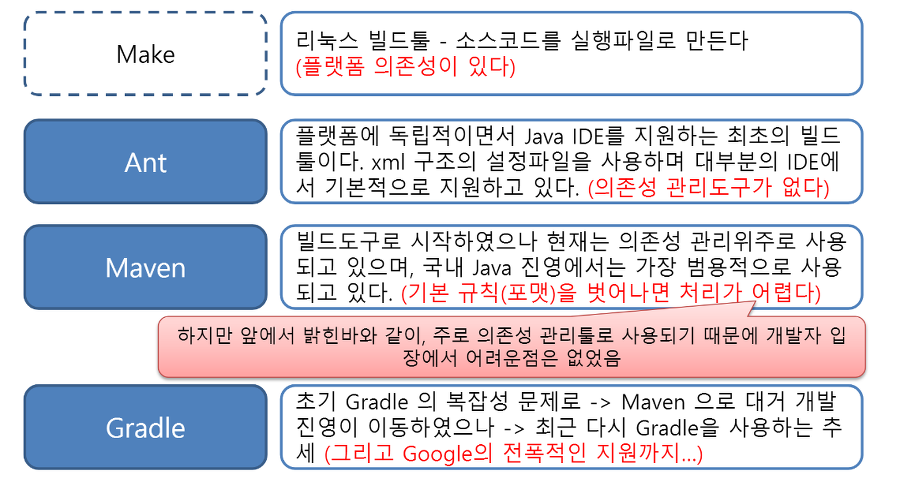 Make
리눅스 빌드툴 - 소스코드를 실행파일로 만든다
(플랫폼 의존성이 있다)
Ant
플랫폼에 독립적이면서 Java IDE를 지원하는 최초의 빌드
툴이다. xml 구조의 설정파일을 사용하며 대부분의 IDE에
서 기본적으로 지원하고 있다. (의존성 관리도구가 없다)
Maven
빌드도구로 시작하였으나 현재는 의존성 관리위주로 사용
되고 있으며, 국내 Java 진영에서는 가장 범용적으로 사용
되고 있다. (기본 규칙(포맷)을 벗어나면 처리가 어렵다)
하지만 앞에서 밝힌바와 같이, 주로 의존성 관리툴로 사용되기 때문에 개발자 입
장에서 어려운점은 없었음
Gradle
초기 Gradle 의 복잡성 문제로 -> Maven 으로 대거 개발
진영이 이동하였으나 -> 최근 다시 Gradle을 사용하는 추
세 (그리고 Google의 전폭적인 지원까지...)